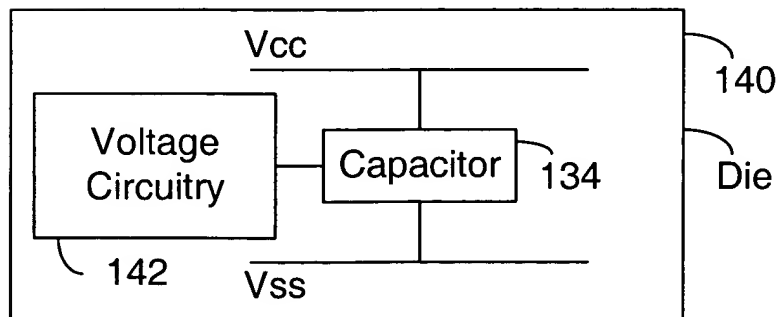 Vcc
140
Voltage
Circuitry
Capacitor
134
Die
142
Vss